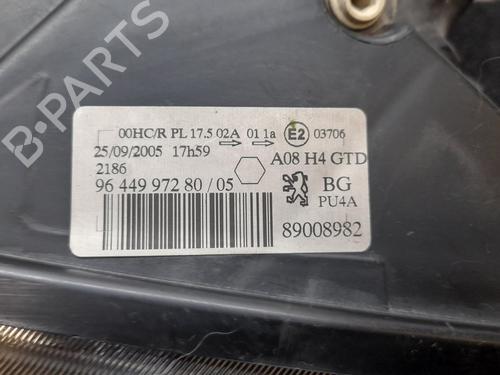 00HC/R PL 17.5 02A 01 1a E2 03706
25/09/2005 17h59 A08 H4 GTD
2186
96 449 972 80 / 05 BG
PU4A
89008982